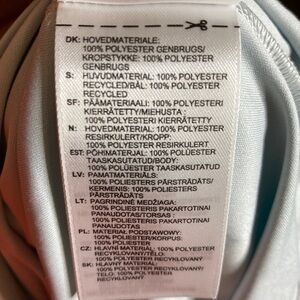 DK: HOVEDMATERIALE:
100% POLYESTER GENBRUGS/
KROPSTYKKE: 100% POLYESTER
GENBRUGS
S: HUVUDMATERIAL: 100% POLYESTER
RECYCLED/BÅL: 100% POLYESTER
RECYCLED
SF: PÄÄMATERIAALI: 100% POLYESTERI
KIERRÄTETTY/MIEHUSTA:
100% POLYESTERI KIERRÄTETTY
N: HOVEDMATERIALE: 100% POLYESTER
RESIRKULERT/KROPP:
100% POLYESTER RESIRKULERT
EST: PÕHIMATERJAL: 100% POLÜESTER
TAASKASUTATUD/BODY:
100% POLÜESTER TAASKASUTATUD
LV: PAMATMATERIĀLS:
100% POLIESTERS PĀRSTRĀDĀTS/
KERMENIS: 100% POLIESTERS
PĀRSTRĀDĀTS
LT: PAGRINDINĖ MEDŽIAGA:
100% POLIESTERIS PAKARTOTINAI
PANAUDOTAS/TORSAS:
100% POLIESTERIS PAKARTOTINAI
PANAUDOTAS
PL: MATERIAŁ PODSTAWOWY:
100% POLIESTER/KORPUS:
100% POLIESTER
CZ: HLAVNÍ MATERIÁL: 100% POLYESTER
RECYKLOVANÝ/TĚLO:
100% POLYESTER RECYKLOVANÝ
SK: HLAVNÝ MATERIÁL:
100% POLYESTER RECYKLOVANÝ/
TELO: 100% POLYESTER
RECYKLOVANÝ